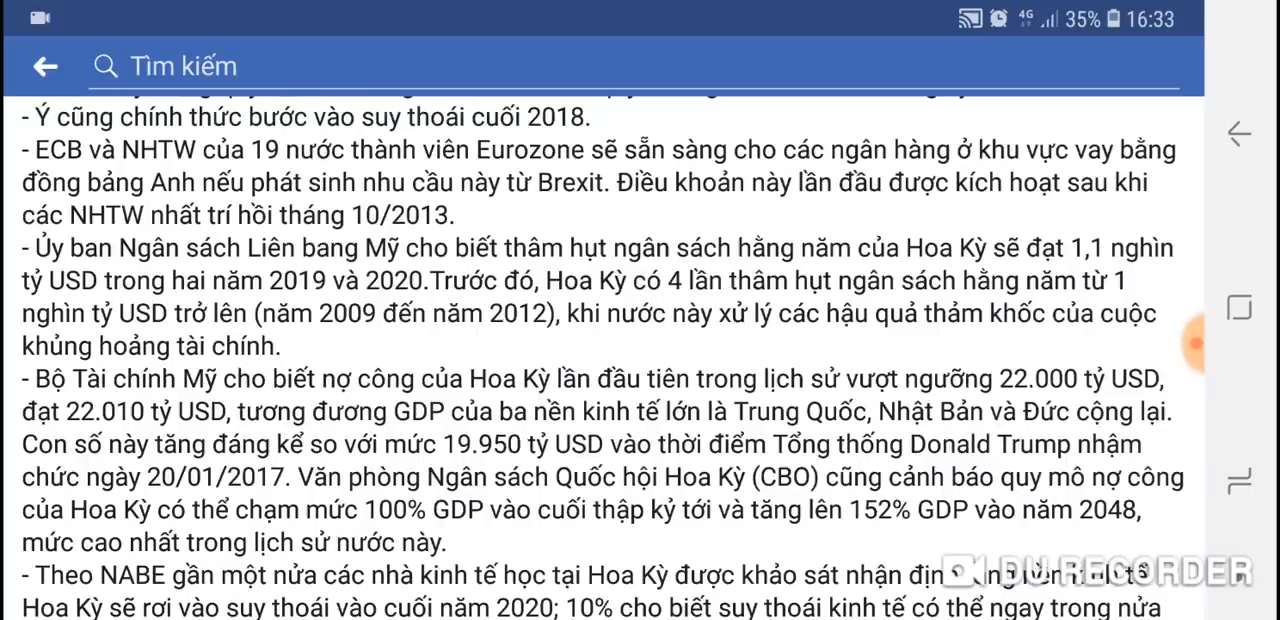 4G 35% 16:33
Tìm kiếm
- Ý cũng chính thức bước vào suy thoái cuối 2018.
- ECB và NHTW của 19 nước thành viên Eurozone sẽ sẵn sàng cho các ngân hàng ở khu vực vay bằng
đồng bảng Anh nếu phát sinh nhu cầu này từ Brexit. Điều khoản này lần đầu được kích hoạt sau khi
các NHTW nhất trí hồi tháng 10/2013.
- Ủy ban Ngân sách Liên bang Mỹ cho biết thâm hụt ngân sách hằng năm của Hoa Kỳ sẽ đạt 1,1 nghìn
tỷ USD trong hai năm 2019 và 2020.Trước đó, Hoa Kỳ có 4 lần thâm hụt ngân sách hằng năm từ 1
nghìn tỷ USD trở lên (năm 2009 đến năm 2012), khi nước này xử lý các hậu quả thảm khốc của cuộc
khủng hoảng tài chính.
- Bộ Tài chính Mỹ cho biết nợ công của Hoa Kỳ lần đầu tiên trong lịch sử vượt ngưỡng 22.000 tỷ USD,
đạt 22.010 tỷ USD, tương đương GDP của ba nền kinh tế lớn là Trung Quốc, Nhật Bản và Đức cộng lại.
Con số này tăng đáng kể so với mức 19.950 tỷ USD vào thời điểm Tổng thống Donald Trump nhậm
chức ngày 20/01/2017. Văn phòng Ngân sách Quốc hội Hoa Kỳ (CBO) cũng cảnh báo quy mô nợ công
của Hoa Kỳ có thể chạm mức 100% GDP vào cuối thập kỷ tới và tăng lên 152% GDP vào năm 2048,
mức cao nhất trong lịch sử nước này.
- Theo NABE gần một nửa các nhà kinh tế học tại Hoa Kỳ được khảo sát nhận nền kinh tế
Hoa Kỳ sẽ rơi vào suy thoái vào cuối năm 2020; 10% cho biết suy thoái kinh tế có thể ngay trong nửa
DU RECORDER